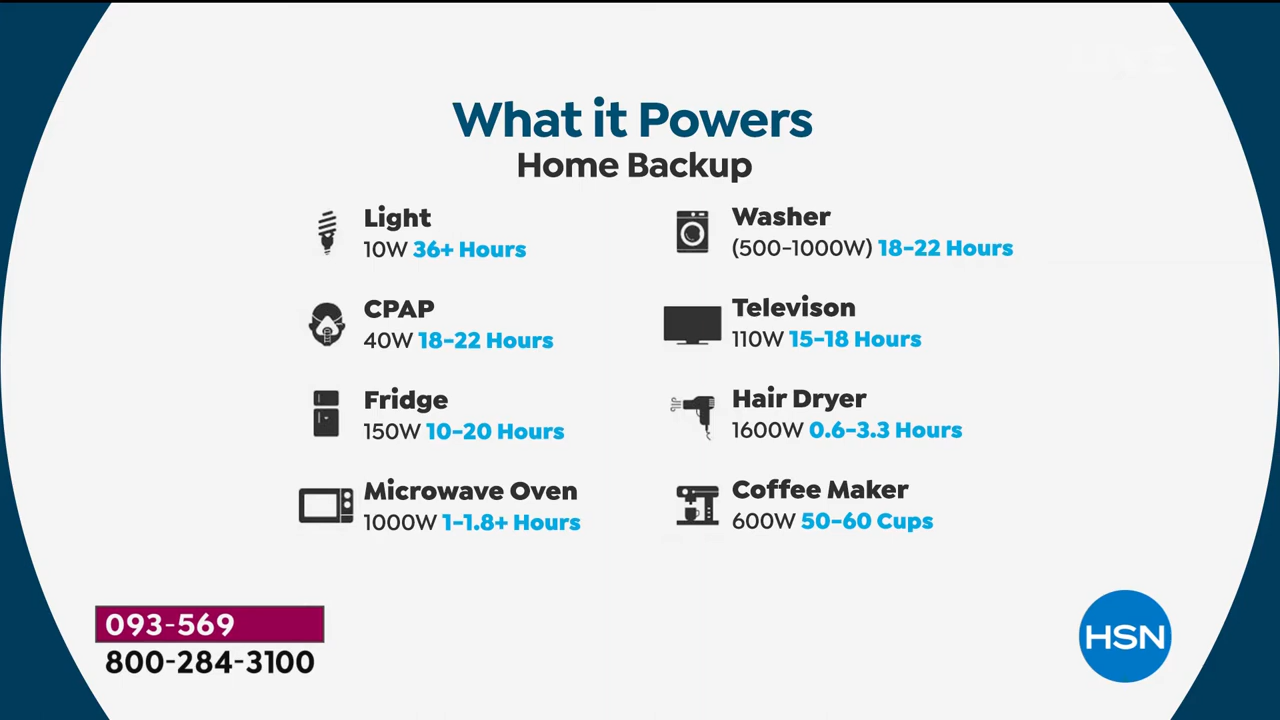 What it Powers
Home Backup
Light
10W 36+ Hours
CPAP
40W 18-22 Hours
Fridge
150W 10-20 Hours
Microwave Oven
1000W 1-1.8+ Hours
Washer
(500-1000W) 18-22 Hours
Televison
110W 15-18 Hours
Hair Dryer
1600W 0.6-3.3 Hours
Coffee Maker
600W 50-60 Cups
093-569
800-284-3100
HSN